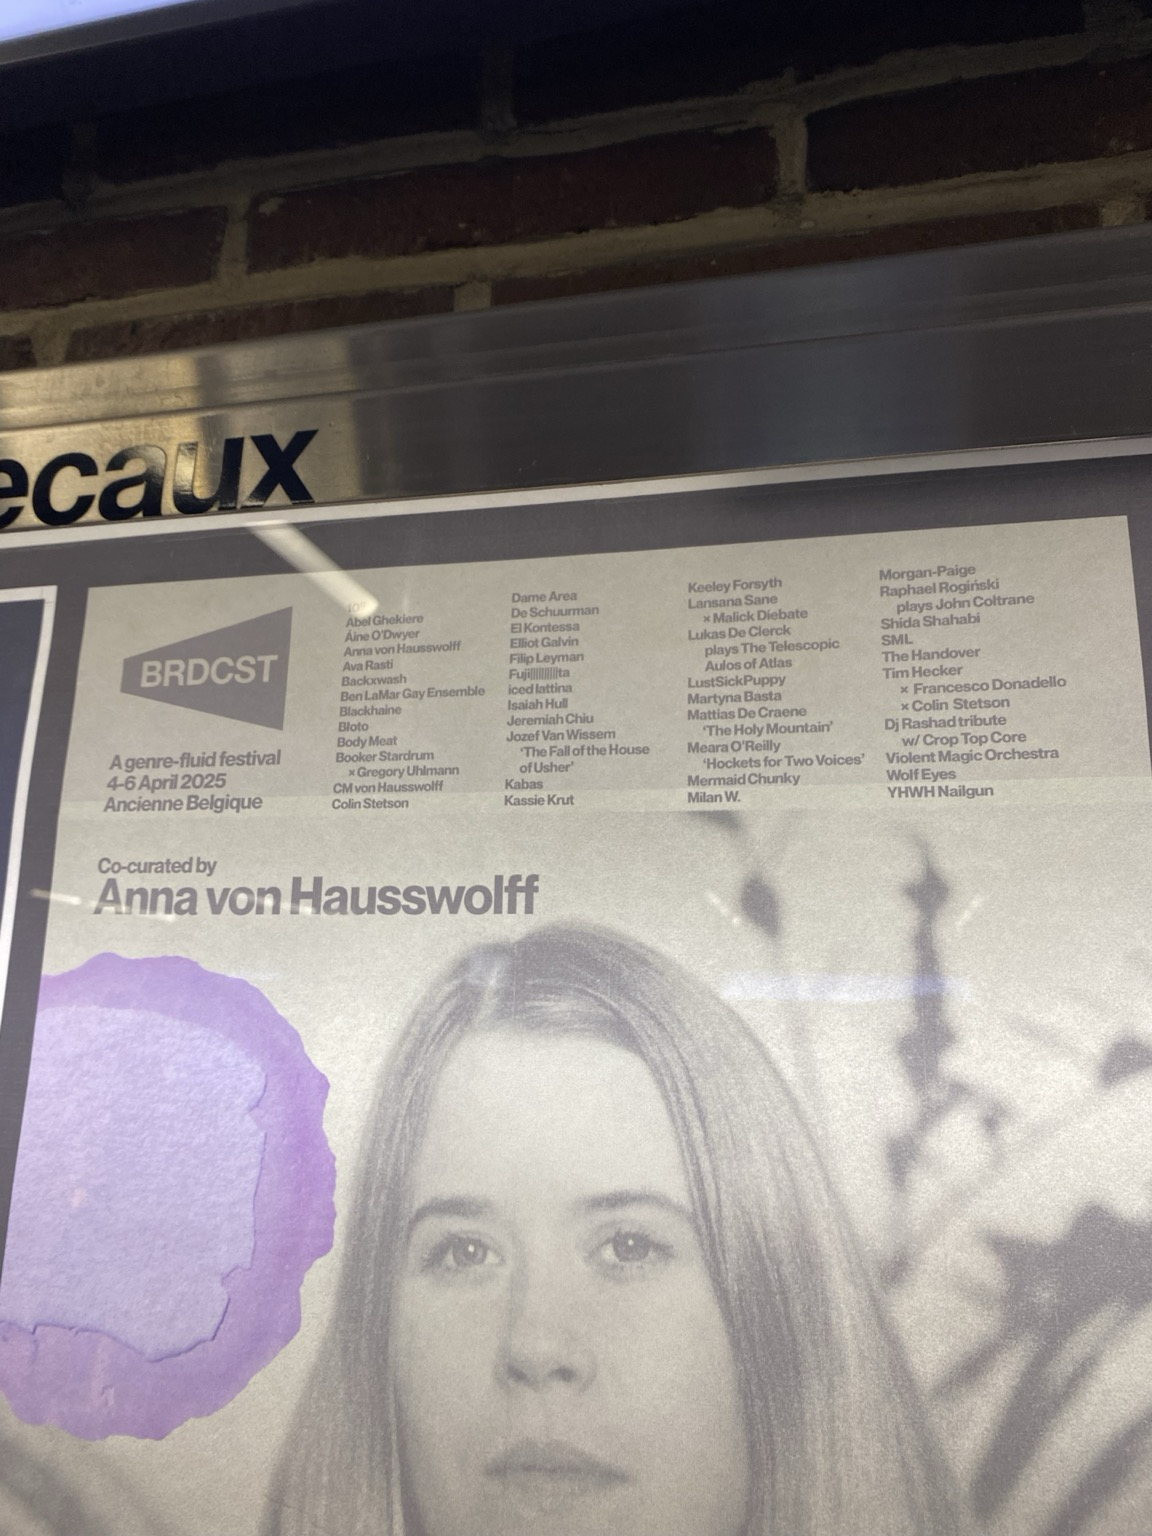 ecaux
BRDCST
A genre-fluid festival
4-6 April 2025
Ancienne Belgique
Abel Ghekiere
Áine O'Dwyer
Anna von Hausswolff
Ava Rasti
Backxwash
Ben LaMar Gay Ensemble
Blackhaine
Bloto
Body Meat
Booker Stardrum
× Gregory Uhlmann
CM von Hausswolff
Colin Stetson
Dame Area
De Schuurman
El Kontessa
Elliot Galvin
Filip Leyman
Fuji||||||||||ta
iced lattina
Isaiah Hull
Jeremiah Chiu
Jozef Van Wissem
'The Fall of the House
of Usher'
Kabas
Kassie Krut
Keeley Forsyth
Lansana Sane
× Malick Diebate
Lukas De Clerck
plays The Telescopic
Aulos of Atlas
LustSickPuppy
Martyna Basta
Mattias De Craene
'The Holy Mountain'
Meara O'Reilly
'Hockets for Two Voices'
Mermaid Chunky
Milan W.
Morgan-Paige
Raphael Rogiński
plays John Coltrane
Shida Shahabi
SML
The Handover
Tim Hecker
× Francesco Donadello
× Colin Stetson
Dj Rashad tribute
w/ Crop Top Core
Violent Magic Orchestra
Wolf Eyes
YHWH Nailgun
Co-curated by
Anna von Hausswolff